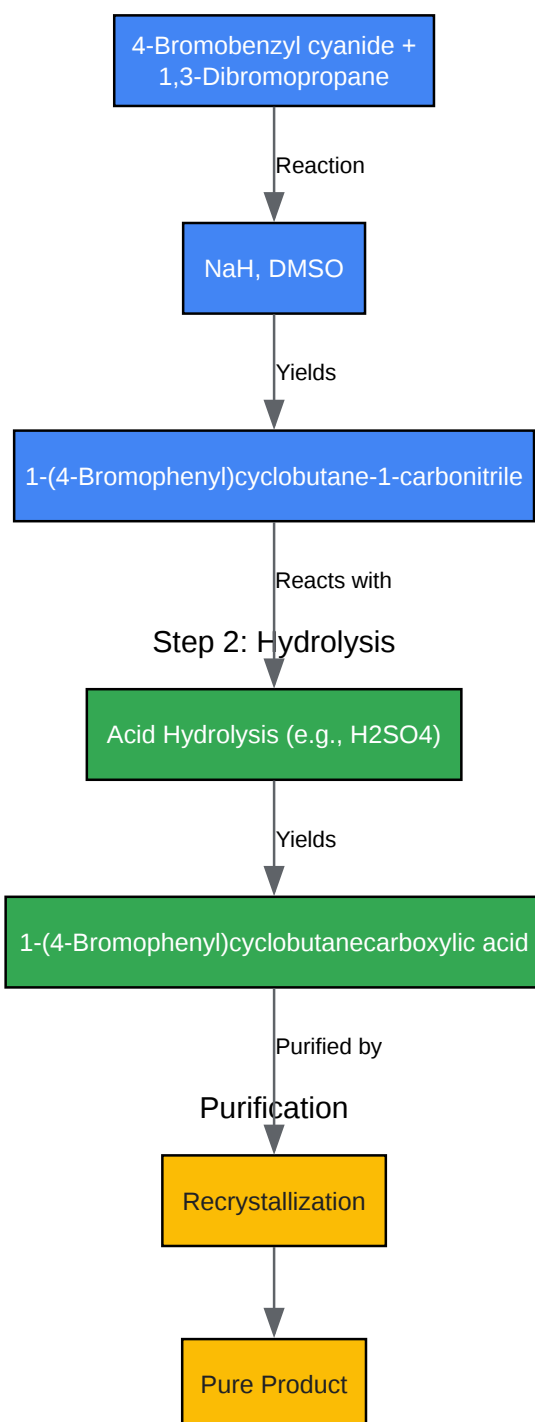 4-Bromobenzyl cyanide +
1,3-Dibromopropane
Reaction
NaH, DMSO
Yields
1-(4-Bromophenyl)cyclobutane-1-carbonitrile
Reacts with
Step 2: Hydrolysis
Acid Hydrolysis (e.g., H2SO4)
Yields
1-(4-Bromophenyl)cyclobutanecarboxylic acid
Purified by
Purification
Recrystallization
Pure Product